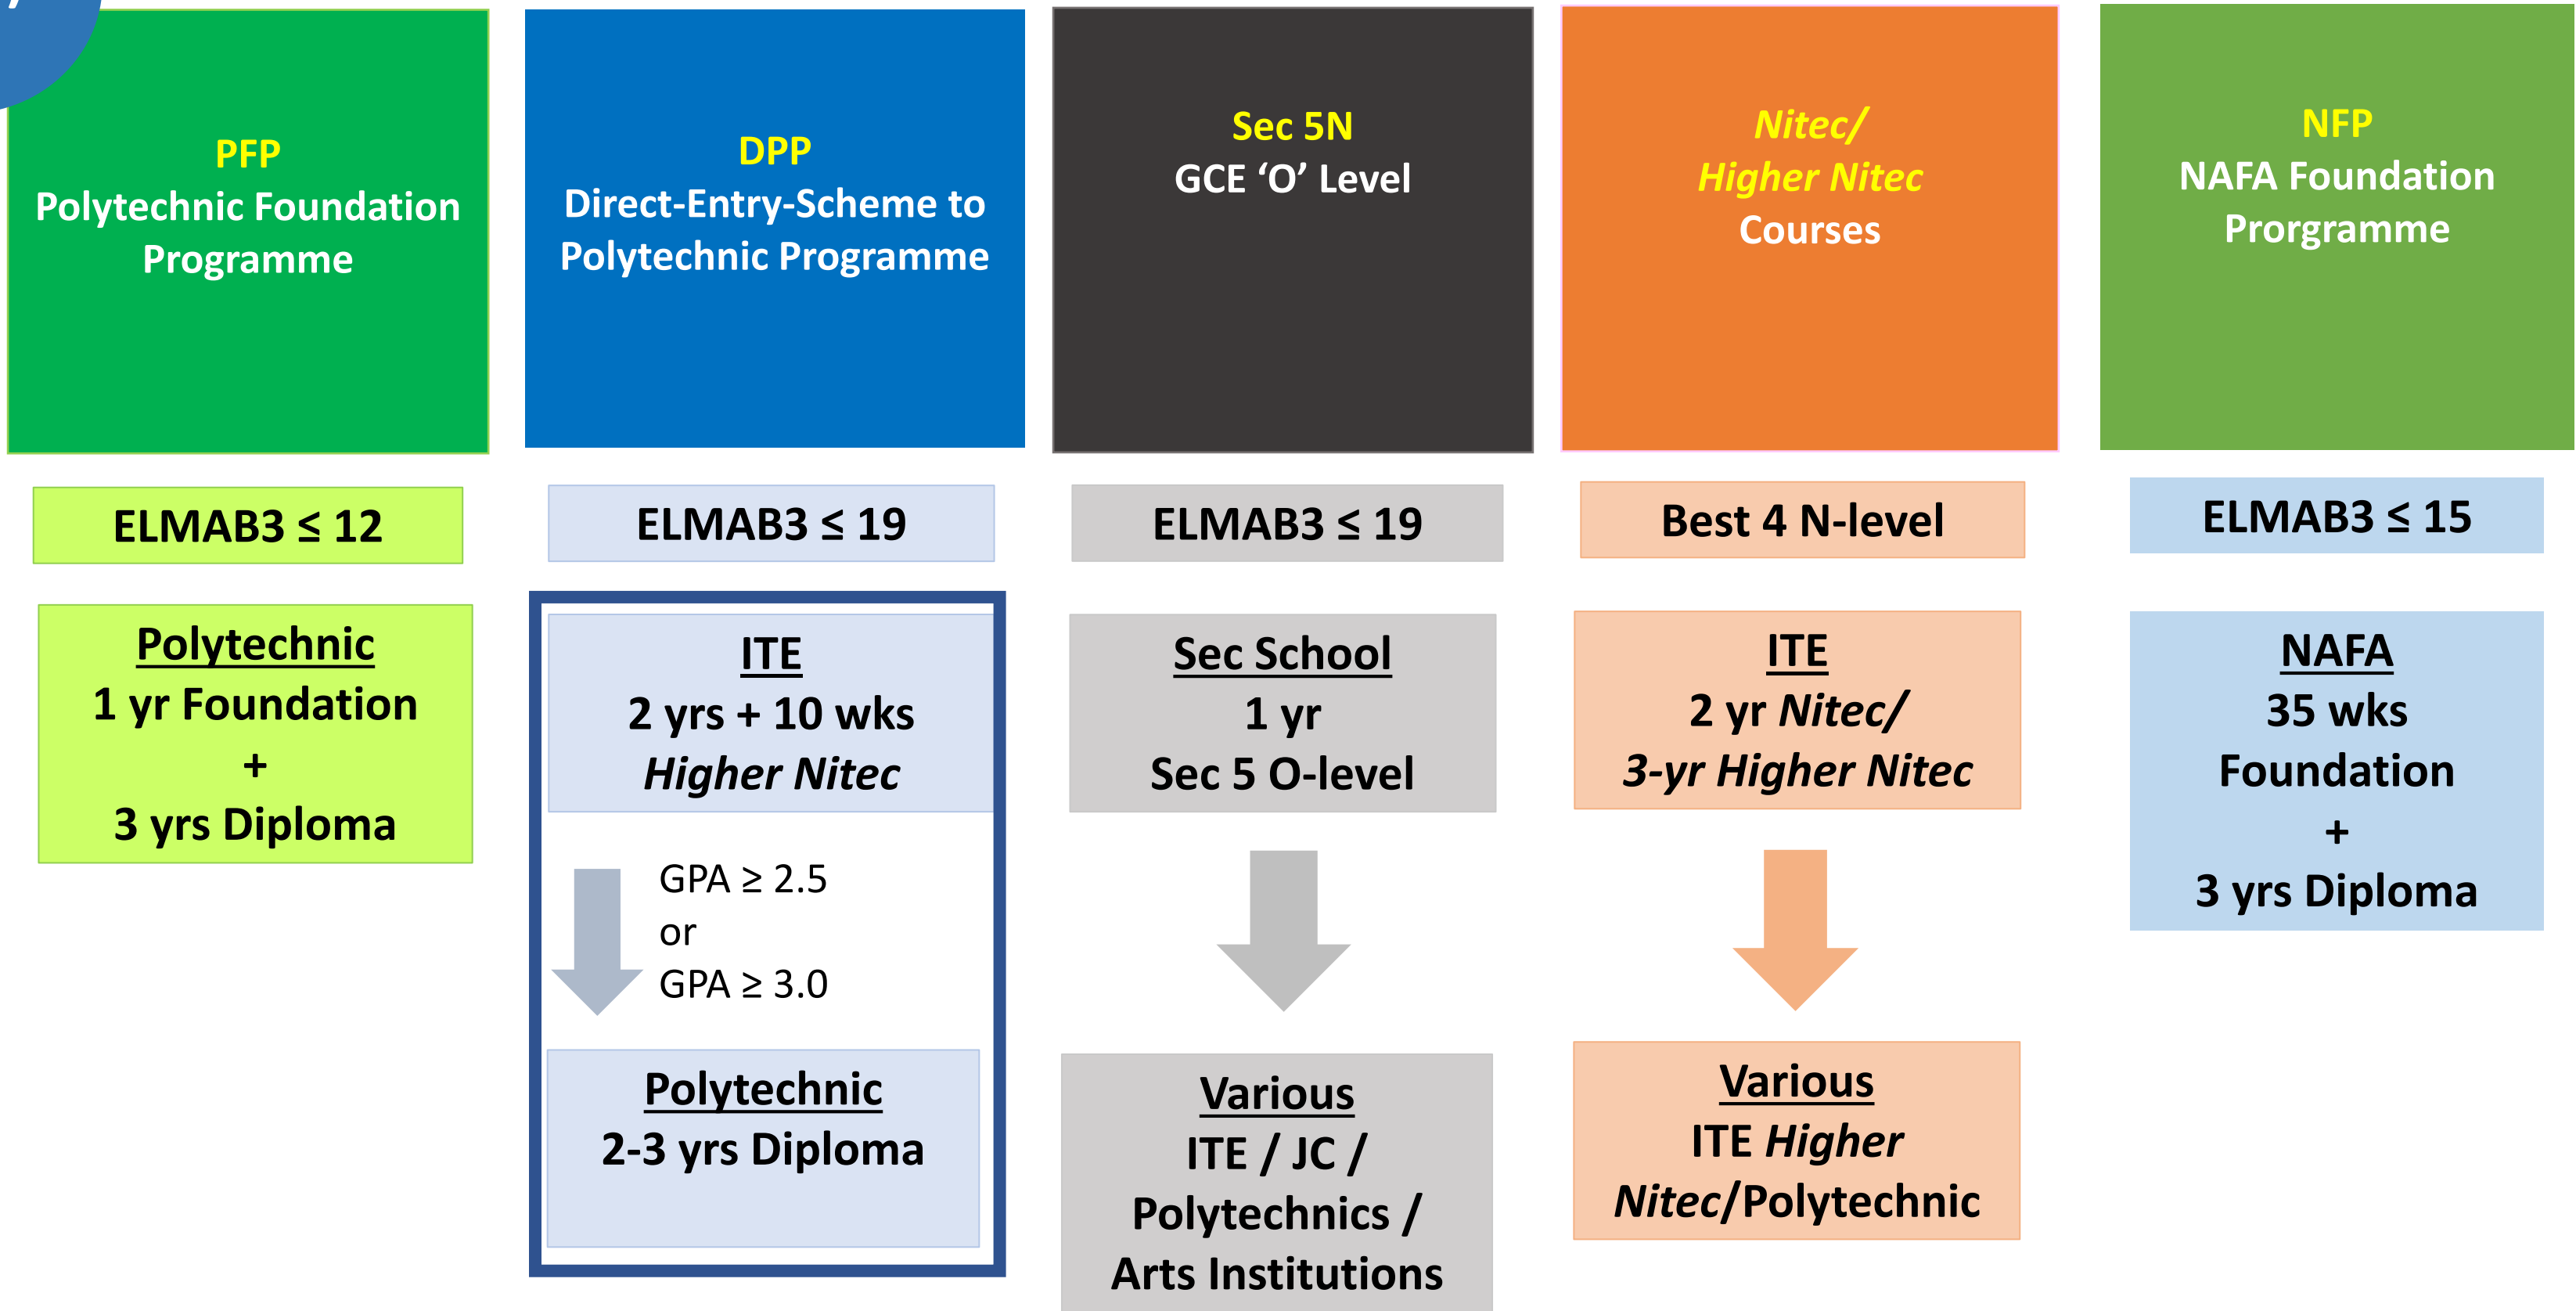 PFP
Polytechnic Foundation
Programme
ELMAB3 ≤ 12
Polytechnic
1 yr Foundation
+
3 yrs Diploma
DPP
Direct-Entry-Scheme to
Polytechnic Programme
ELMAB3 ≤ 19
ITE
2 yrs + 10 wks
Higher Nitec
GPA ≥ 2.5
or
GPA ≥ 3.0
Polytechnic
2-3 yrs Diploma
Sec 5N
GCE ‘O’ Level
ELMAB3 ≤ 19
Sec School
1 yr
Sec 5 O-level
Various
ITE / JC /
Polytechnics /
Arts Institutions
Nitec/
Higher Nitec
Courses
Best 4 N-level
ITE
2 yr Nitec/
3-yr Higher Nitec
Various
ITE Higher
Nitec/Polytechnic
NFP
NAFA Foundation
Prorgramme
ELMAB3 ≤ 15
NAFA
35 wks
Foundation
+
3 yrs Diploma